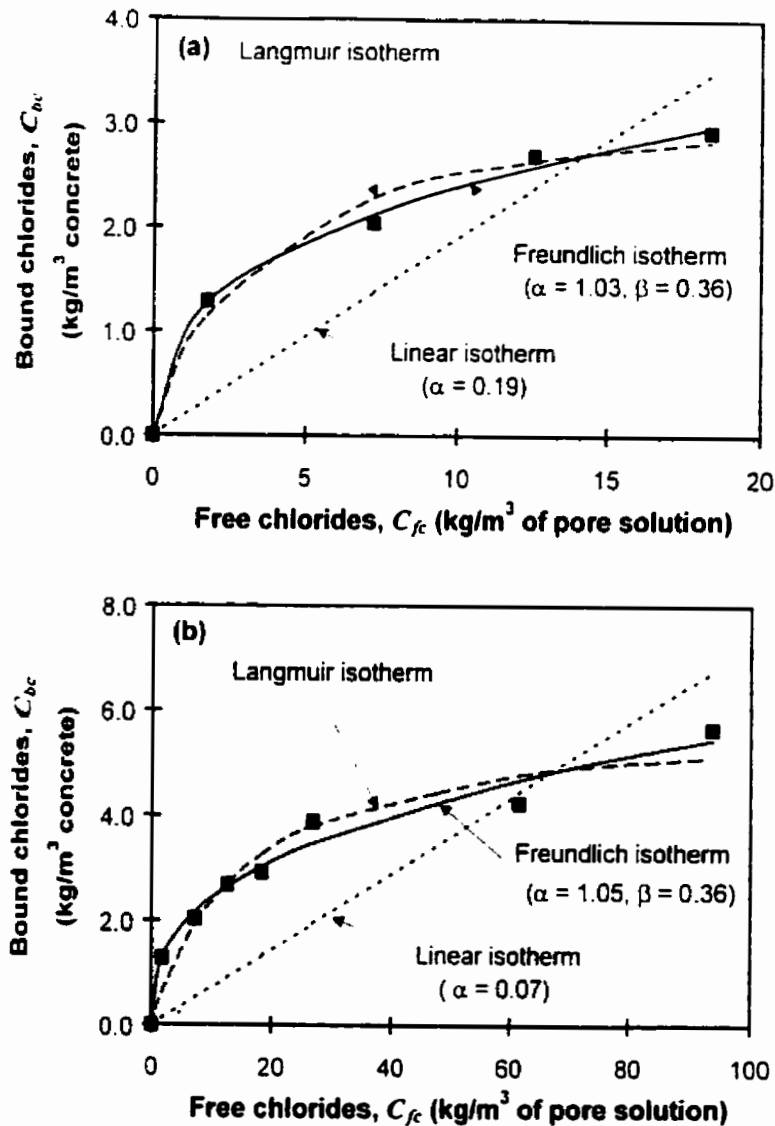 (a) Langmuir isotherm
4.0
3.0
2.0
1.0
0.0
Bound chlorides, C_bc
(kg/m³ concrete)
Freundlich isotherm
(α = 1.03, β = 0.36)
Linear isotherm
(α = 0.19)
0 5 10 15 20
Free chlorides, C_fc (kg/m³ of pore solution)
(b)
8.0
6.0
4.0
2.0
0.0
Bound chlorides, C_bc
(kg/m³ concrete)
Langmuir isotherm
Freundlich isotherm
(α = 1.05, β = 0.36)
Linear isotherm
( α = 0.07)
0 20 40 60 80 100
Free chlorides, C_fc (kg/m³ of pore solution)